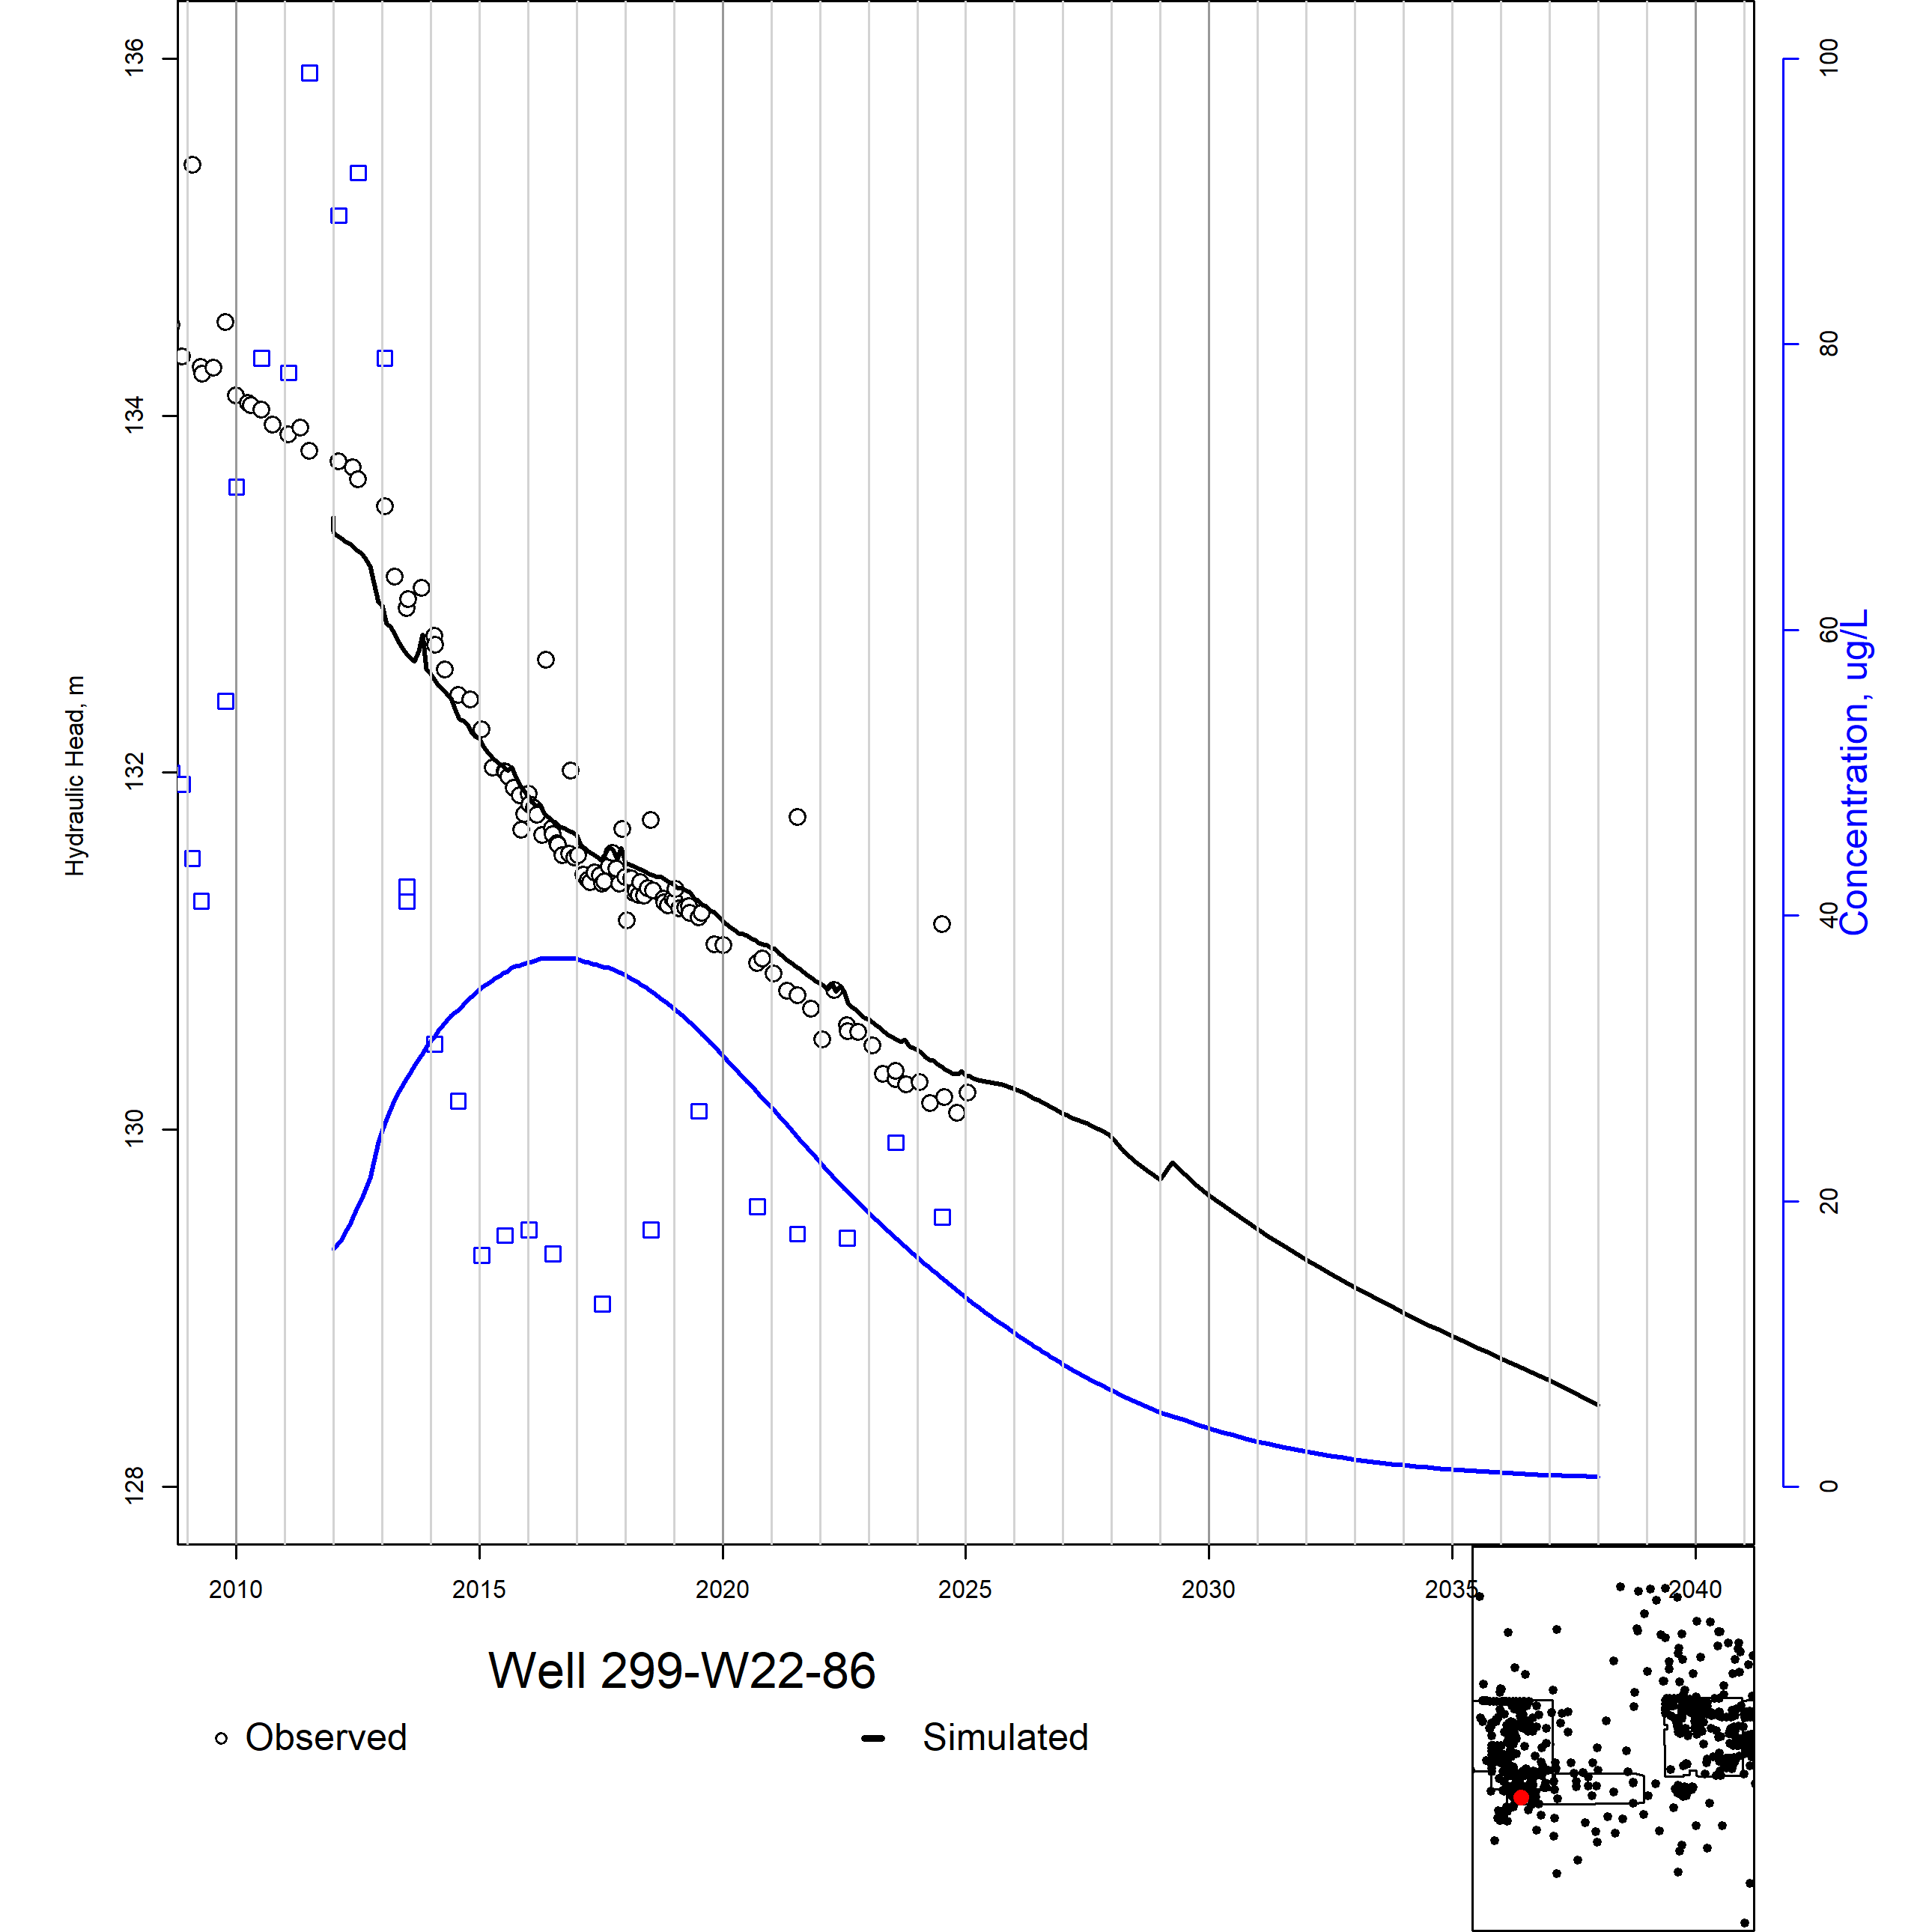 136
134
132
130
128
Hydraulic Head, m
100
80
60
40
20
0
Concentration, ug/L
2010 2015 2020 2025 2030 2035 2040
Well 299-W22-86
Observed Simulated